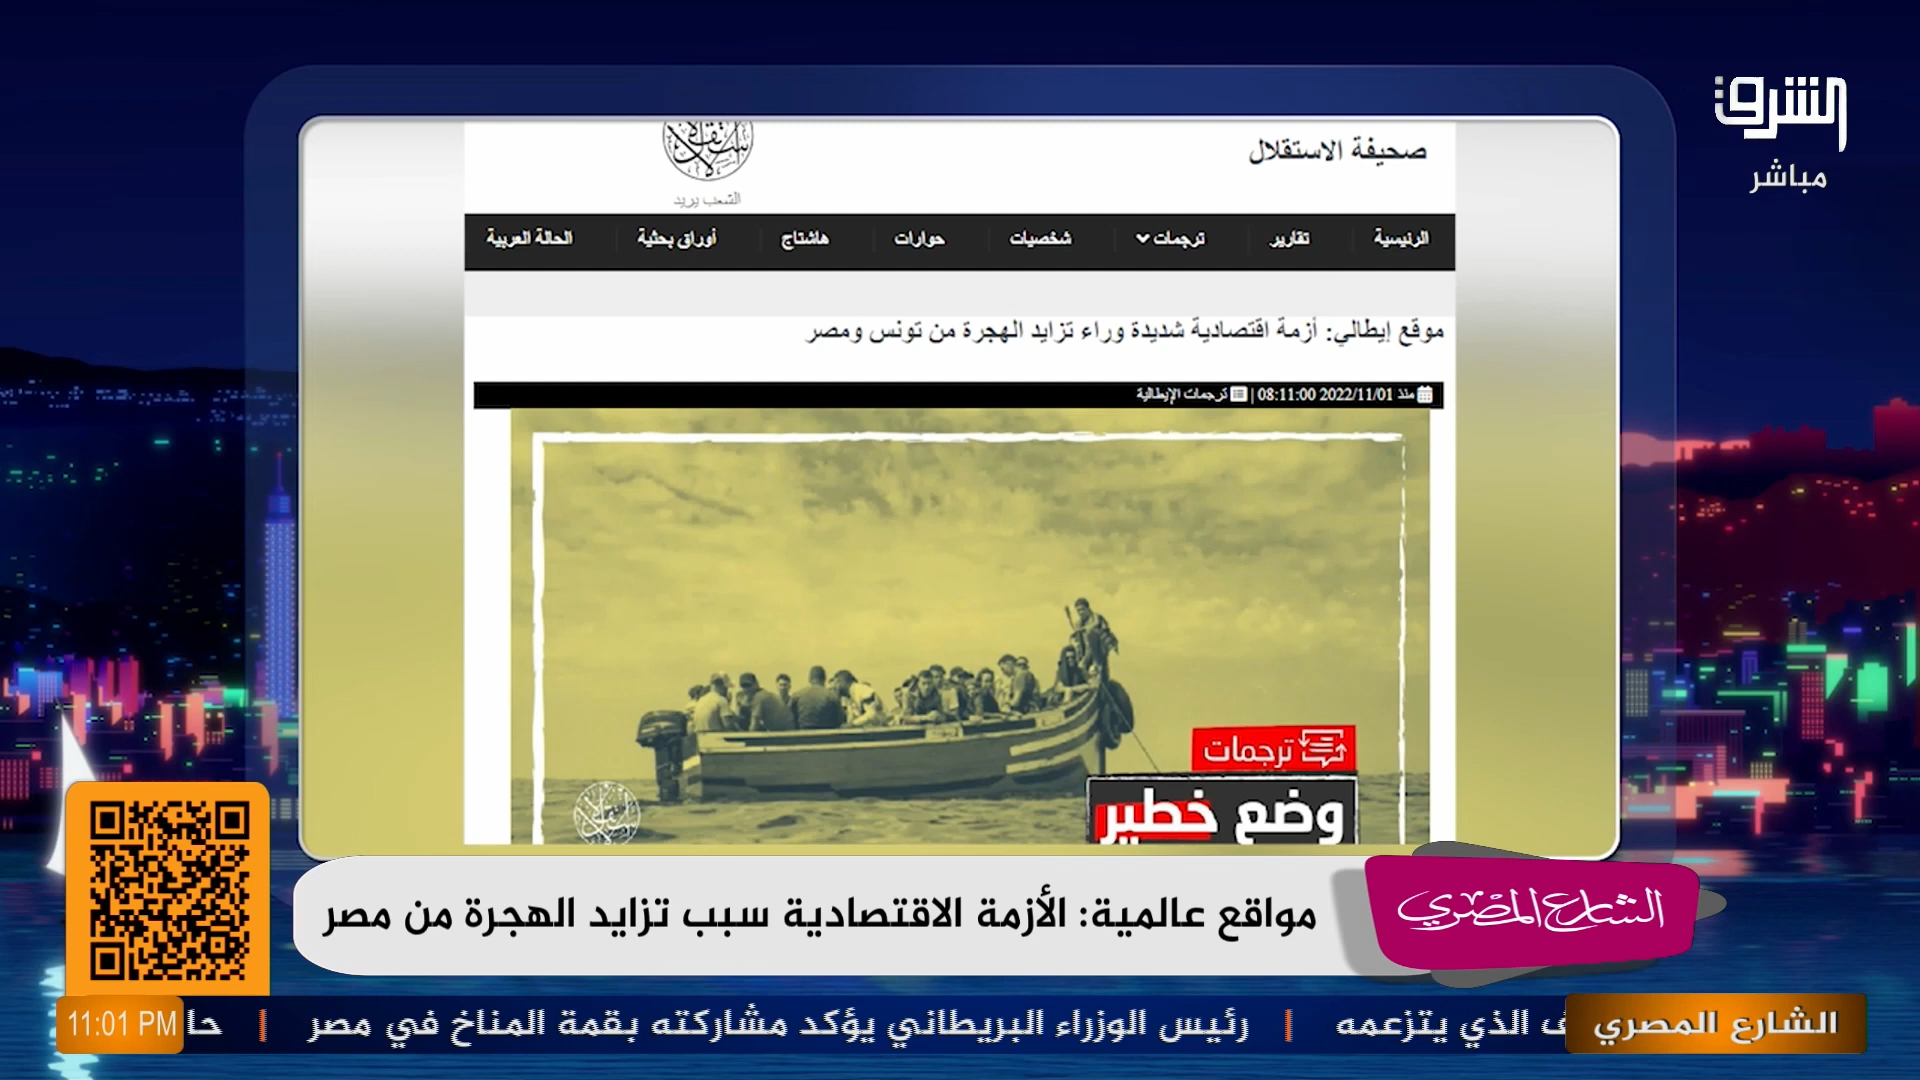 الشرق
مباشر
صحيفة الاستقلال
الاستقلال
الشعب يريد
الرئيسية تقارير ترجمات شخصيات حوارات هاشتاج أوراق بحثية الحالة العربية
موقع إيطالي: أزمة اقتصادية شديدة وراء تزايد الهجرة من تونس ومصر
منذ 2022/11/01 08:11:00 | ترجمات الإيطالية
ترجمات
وضع خطير
الشارع المصري
مواقع عالمية: الأزمة الاقتصادية سبب تزايد الهجرة من مصر
الشارع المصري
ف الذي يتزعمه | رئيس الوزراء البريطاني يؤكد مشاركته بقمة المناخ في مصر | حا
11:01 PM